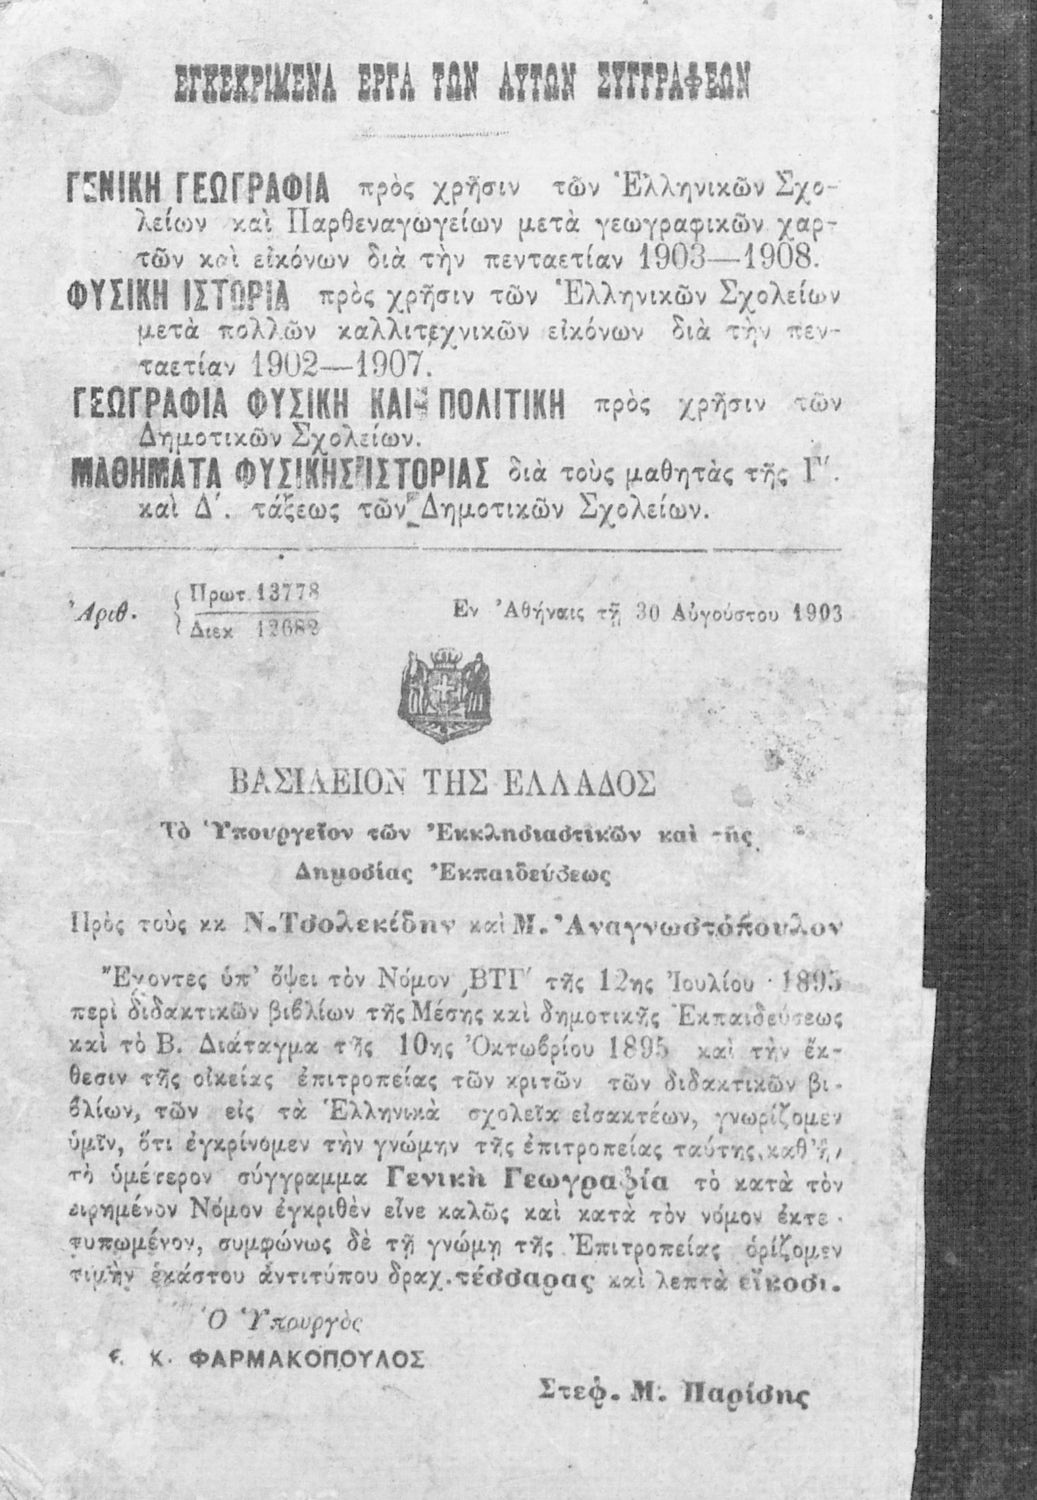 ΕΓΚΕΚΡΙΜΕΝΑ ΕΡΓΑ ΤΩΝ ΑΥΤΩΝ ΣΥΓΓΡΑΦΕΩΝ
ΓΕΝΙΚΗ ΓΕΩΓΡΑΦΙΑ πρὸς χρῆσιν τῶν Ἑλληνικῶν Σχο-
λείων καὶ Παρθεναγωγείων μετὰ γεωγραφικῶν χαρ-
τῶν καὶ εἰκόνων διὰ τὴν πενταετίαν 1903—1908.
ΦΥΣΙΚΗ ΙΣΤΟΡΙΑ πρὸς χρῆσιν τῶν Ἑλληνικῶν Σχολείων
μετὰ πολλῶν καλλιτεχνικῶν εἰκόνων διὰ τὴν πεν-
ταετίαν 1902—1907.
ΓΕΩΓΡΑΦΙΑ ΦΥΣΙΚΗ ΚΑΙ ΠΟΛΙΤΙΚΗ πρὸς χρῆσιν τῶν
Δημοτικῶν Σχολείων.
ΜΑΘΗΜΑΤΑ ΦΥΣΙΚΗΣ ΙΣΤΟΡΙΑΣ διὰ τοὺς μαθητὰς τῆς Γ΄.
καὶ Δ΄. τάξεως τῶν Δημοτικῶν Σχολείων.
Ἀριθ. Πρωτ. 13778
Διεκ 12682
Ἐν Ἀθήναις τῇ 30 Αὐγούστου 1903
ΒΑΣΙΛΕΙΟΝ ΤΗΣ ΕΛΛΑΔΟΣ
Τὸ Ὑπουργεῖον τῶν Ἐκκλησιαστικῶν καὶ τῆς
Δημοσίας Ἐκπαιδεύσεως
Πρὸς τοὺς κκ Ν. Τσολεκίδην καὶ Μ. Ἀναγνωστόπουλον
Ἔχοντες ὑπ' ὄψει τὸν Νόμον ͵ΒΤΓ΄ τῆς 12ης Ἰουλίου 1895
περὶ διδακτικῶν βιβλίων τῆς Μέσης καὶ δημοτικῆς Ἐκπαιδεύσεως
καὶ τὸ Β. Διάταγμα τῆς 10ης Ὀκτωβρίου 1895 καὶ τὴν ἔκ-
θεσιν τῆς οἰκείας ἐπιτροπείας τῶν κριτῶν τῶν διδακτικῶν βι-
βλίων, τῶν εἰς τὰ Ἑλληνικὰ σχολεῖα εἰσακτέων, γνωρίζομεν
ὑμῖν, ὅτι ἐγκρίνομεν τὴν γνώμην τῆς ἐπιτροπείας ταύτης, καθ' ἣν
τὸ ὑμέτερον σύγγραμμα Γενικὴ Γεωγραφία τὸ κατὰ τὸν
εἰρημένον Νόμον ἐγκριθὲν εἶνε καλῶς καὶ κατὰ τὸν νόμον ἐκτε-
τυπωμένον, συμφώνως δὲ τῇ γνώμῃ τῆς Ἐπιτροπείας ὁρίζομεν
τιμὴν ἑκάστου ἀντιτύπου δραχ. τέσσαρας καὶ λεπτὰ εἴκοσι.
Ὁ Ὑπουργὸς
Κ. ΦΑΡΜΑΚΟΠΟΥΛΟΣ
Στεφ. Μ. Παρίσης